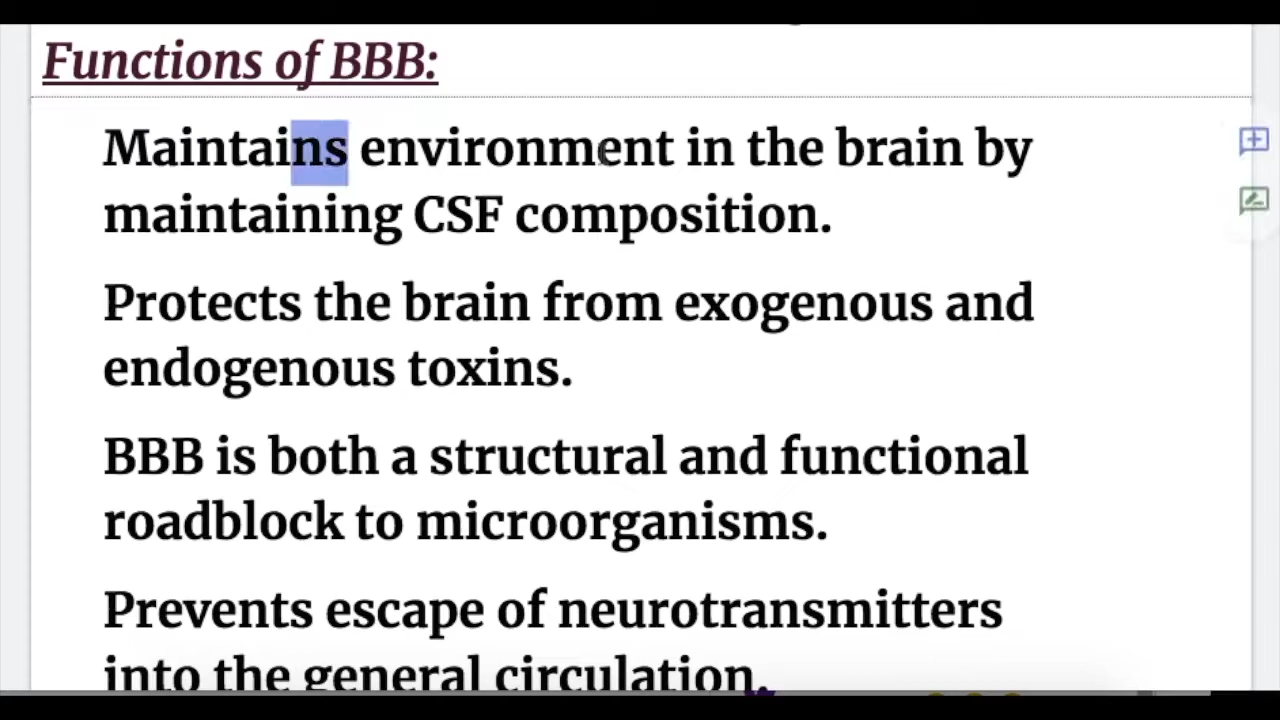 Functions of BBB:
Maintains environment in the brain by
maintaining CSF composition.
Protects the brain from exogenous and
endogenous toxins.
BBB is both a structural and functional
roadblock to microorganisms.
Prevents escape of neurotransmitters
into the general circulation.